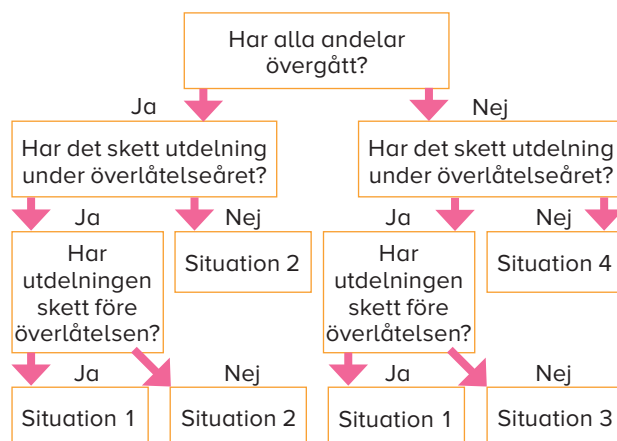 Har alla andelar
övergått?
Ja
Nej
Har det skett utdelning
under överlåtelseåret?
Har det skett utdelning
under överlåtelseåret?
Ja
Nej
Ja
Nej
Har
utdelningen
skett före
överlåtelsen?
Situation 2
Har
utdelningen
skett före
överlåtelsen?
Situation 4
Ja
Nej
Ja
Nej
Situation 1
Situation 2
Situation 1
Situation 3